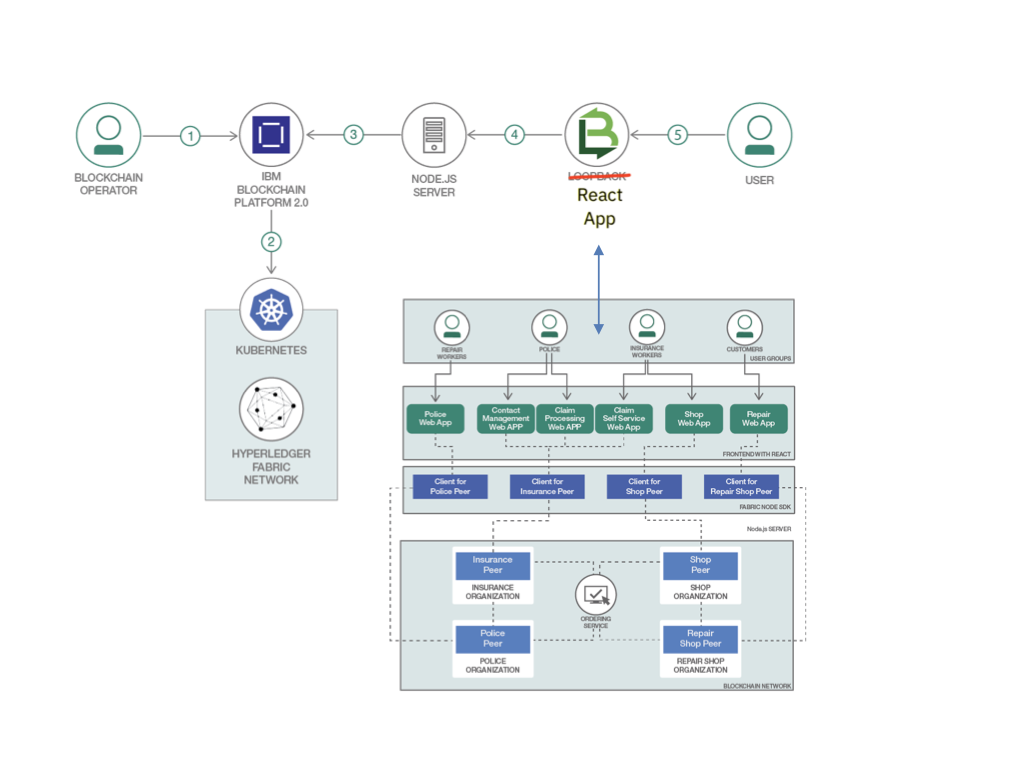 1
3
4
5
BLOCKCHAIN
OPERATOR
IBM
BLOCKCHAIN
PLATFORM 2.0
NODE.JS
SERVER
LOOPBACK
React
App
USER
2
KUBERNETES
HYPERLEDGER
FABRIC
NETWORK
REPAIR
WORKERS
POLICE
INSURANCE
WORKERS
CUSTOMERS
USER GROUPS
Police
Web App
Contact
Management
Web APP
Claim
Processing
Web APP
Claim
Self Service
Web App
Shop
Web App
Repair
Web App
FRONTEND WITH REACT
Client for
Police Peer
Client for
Insurance Peer
Client for
Shop Peer
Client for
Repair Shop Peer
FABRIC NODE SDK
Node.js SERVER
Insurance
Peer
INSURANCE
ORGANIZATION
Shop
Peer
SHOP
ORGANIZATION
ORDERING
SERVICE
Police
Peer
POLICE
ORGANIZATION
Repair
Shop Peer
REPAIR SHOP
ORGANIZATION
BLOCKCHAIN NETWORK